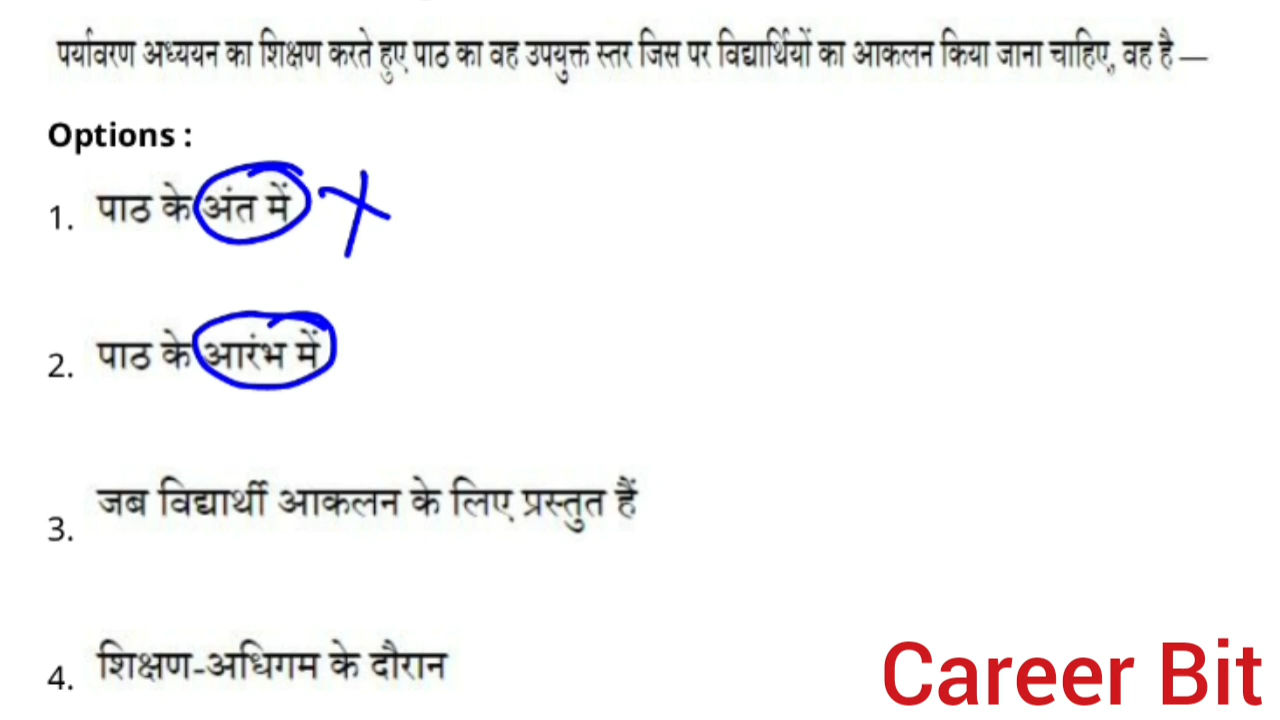 पर्यावरण अध्ययन का शिक्षण करते हुए पाठ का वह उपयुक्त स्तर जिस पर विद्यार्थियों का आकलन किया जाना चाहिए, वह है —
Options :
1. पाठ के अंत में
2. पाठ के आरंभ में
3. जब विद्यार्थी आकलन के लिए प्रस्तुत हैं
4. शिक्षण-अधिगम के दौरान
Career Bit